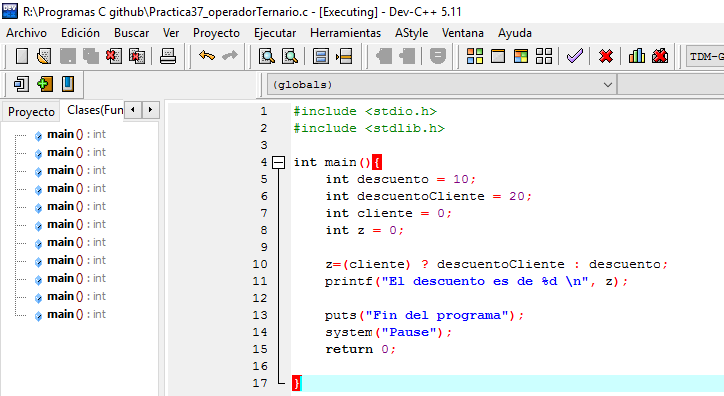 R:\Programas C github\Practica37_operadorTernario.c - [Executing] - Dev-C++ 5.11
Archivo Edición Buscar Ver Proyecto Ejecutar Herramientas AStyle Ventana Ayuda
TDM-G
(globals)
Proyecto Clases(Fun
main () : int
main () : int
main () : int
main () : int
main () : int
main () : int
main () : int
main () : int
main () : int
main () : int
main () : int
1 #include <stdio.h>
2 #include <stdlib.h>
3
4 int main(){
5 int descuento = 10;
6 int descuentoCliente = 20;
7 int cliente = 0;
8 int z = 0;
9
10 z=(cliente) ? descuentoCliente : descuento;
11 printf("El descuento es de %d \n", z);
12
13 puts("Fin del programa");
14 system("Pause");
15 return 0;
16
17 }